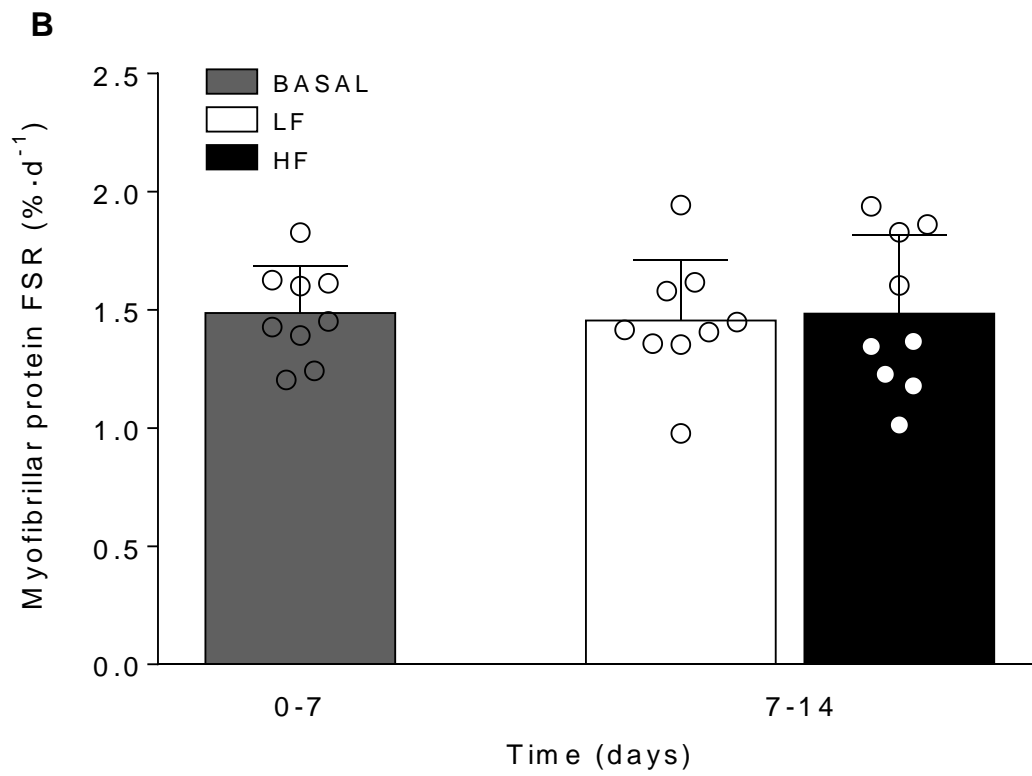 B
Myofibrillar protein FSR (%·d⁻¹)
2.5
2.0
1.5
1.0
0.5
0.0
BASAL
LF
HF
0-7
7-14
Time (days)